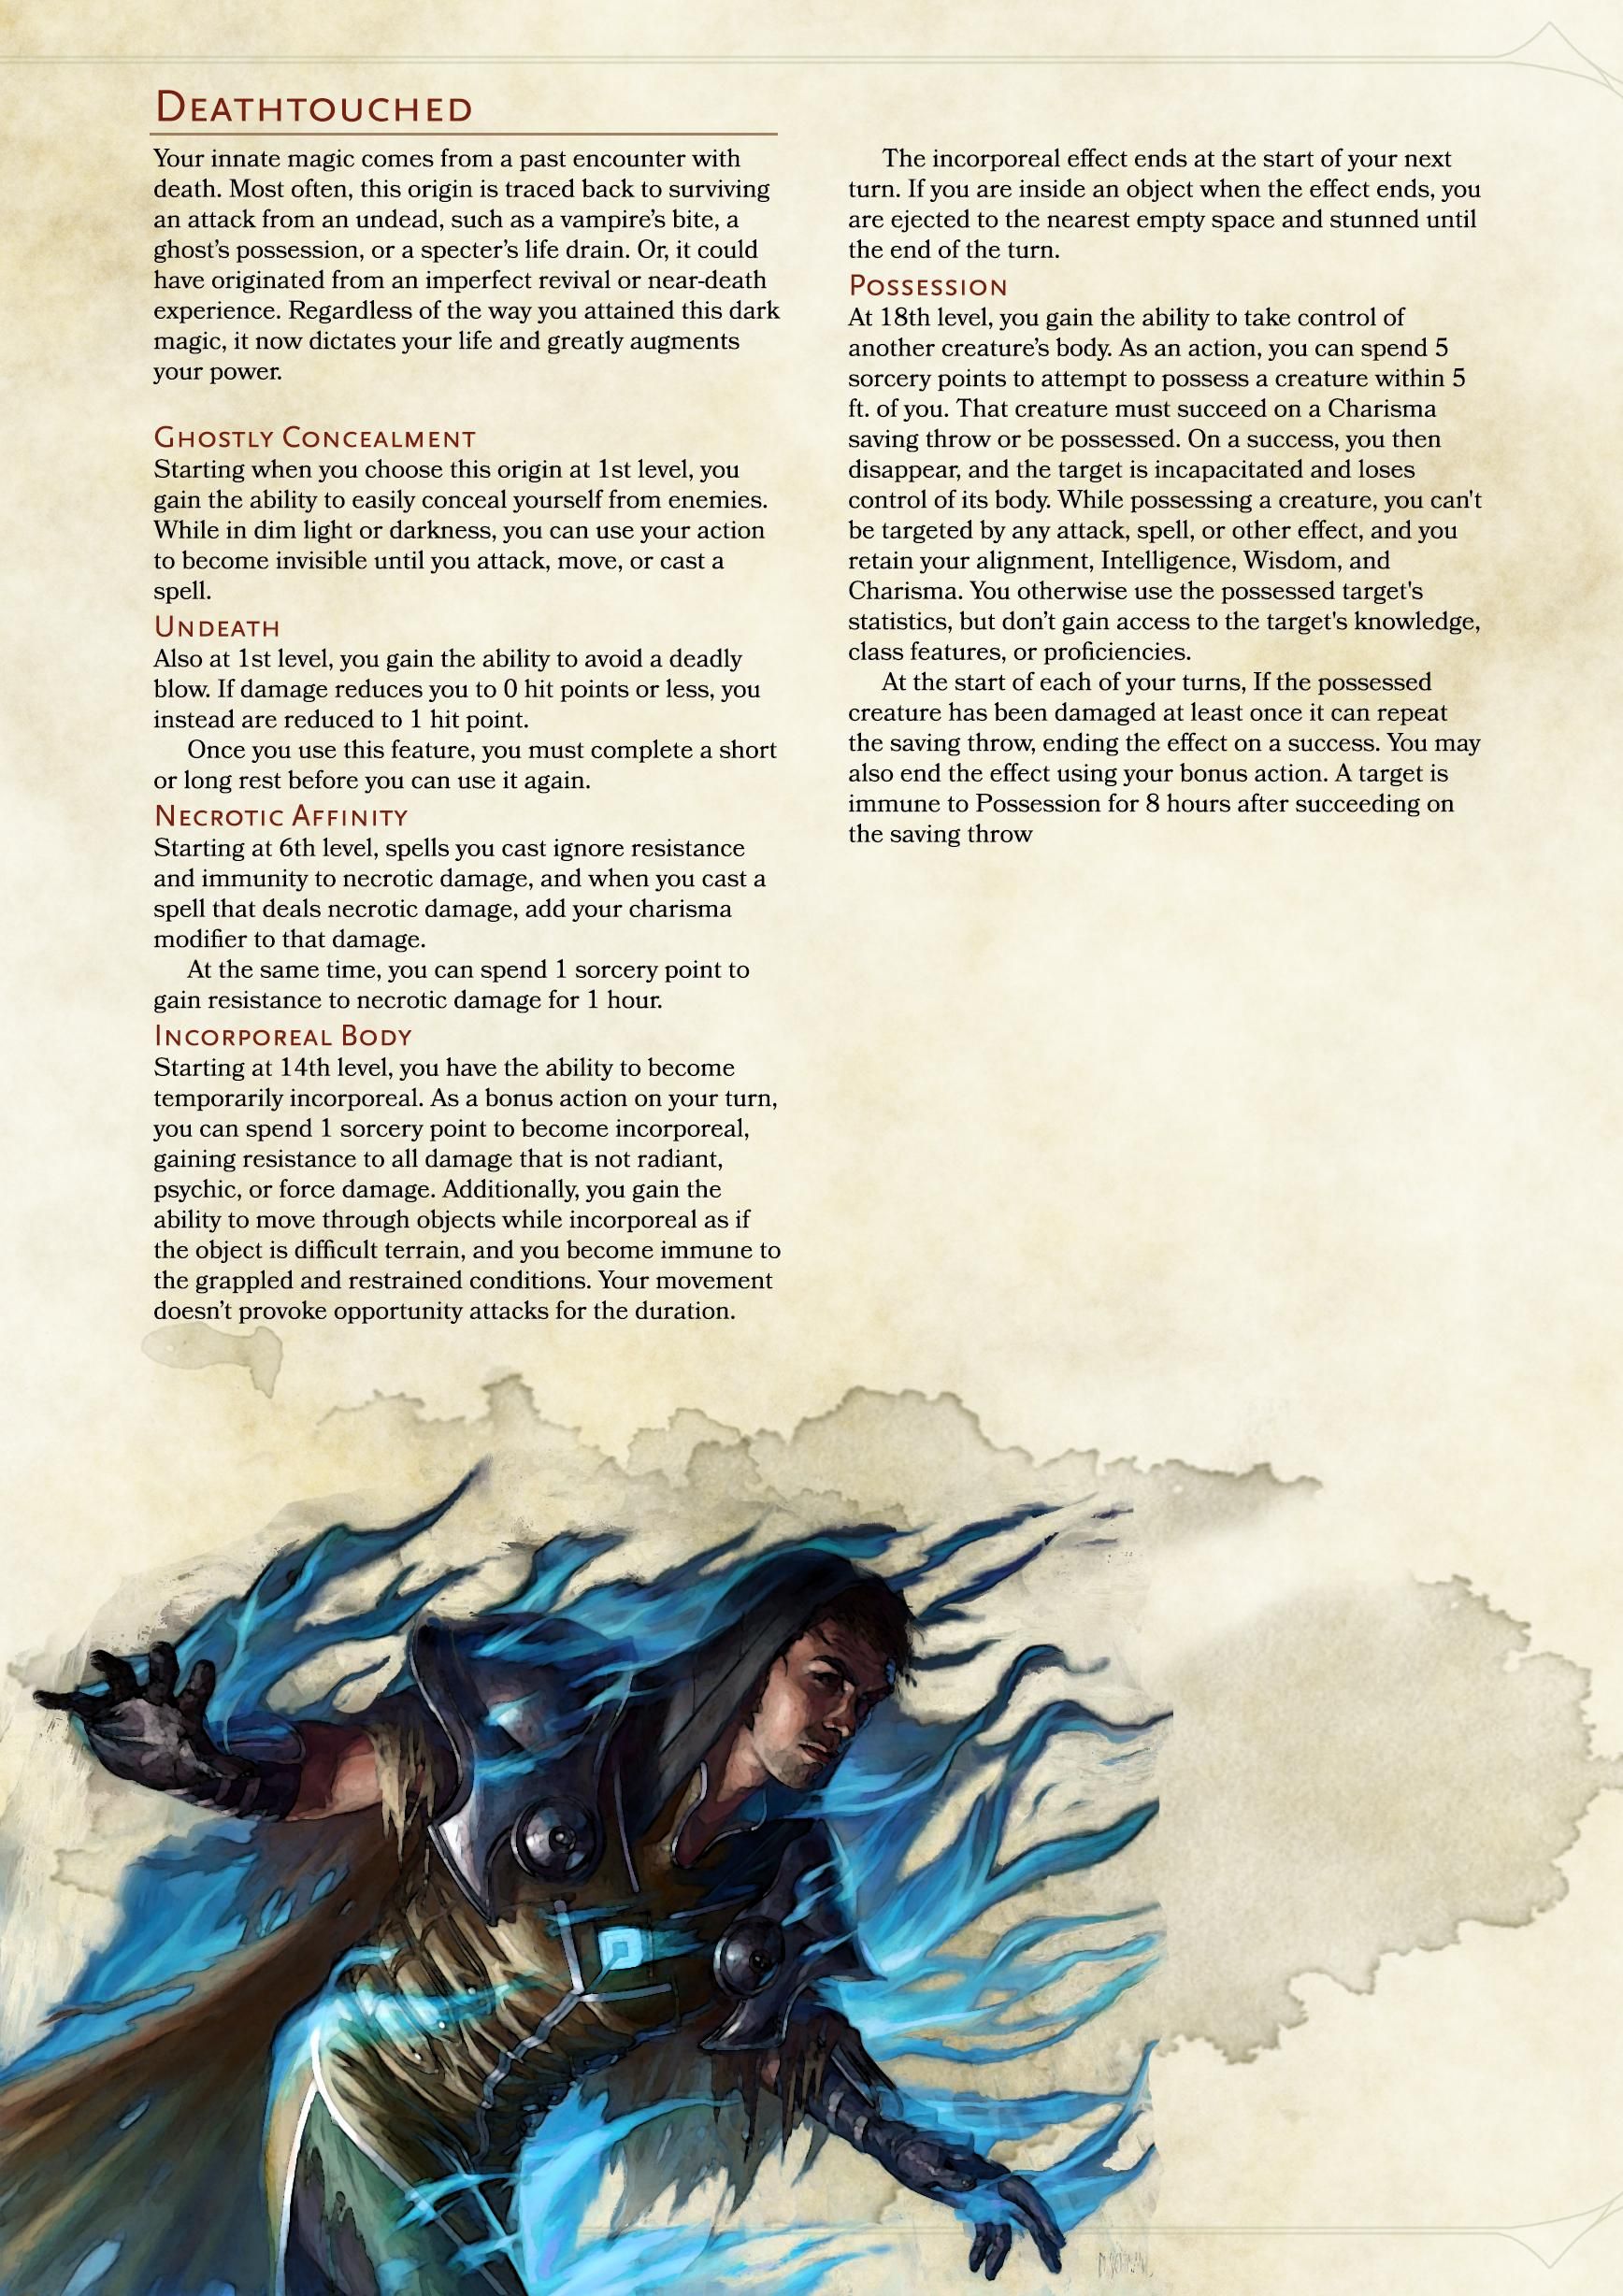 Deathtouched
Your innate magic comes from a past encounter with
death. Most often, this origin is traced back to surviving
an attack from an undead, such as a vampire’s bite, a
ghost’s possession, or a specter’s life drain. Or, it could
have originated from an imperfect revival or near-death
experience. Regardless of the way you attained this dark
magic, it now dictates your life and greatly augments
your power.
Ghostly Concealment
Starting when you choose this origin at 1st level, you
gain the ability to easily conceal yourself from enemies.
While in dim light or darkness, you can use your action
to become invisible until you attack, move, or cast a
spell.
Undeath
Also at 1st level, you gain the ability to avoid a deadly
blow. If damage reduces you to 0 hit points or less, you
instead are reduced to 1 hit point.
Once you use this feature, you must complete a short
or long rest before you can use it again.
Necrotic Affinity
Starting at 6th level, spells you cast ignore resistance
and immunity to necrotic damage, and when you cast a
spell that deals necrotic damage, add your charisma
modifier to that damage.
At the same time, you can spend 1 sorcery point to
gain resistance to necrotic damage for 1 hour.
Incorporeal Body
Starting at 14th level, you have the ability to become
temporarily incorporeal. As a bonus action on your turn,
you can spend 1 sorcery point to become incorporeal,
gaining resistance to all damage that is not radiant,
psychic, or force damage. Additionally, you gain the
ability to move through objects while incorporeal as if
the object is difficult terrain, and you become immune to
the grappled and restrained conditions. Your movement
doesn’t provoke opportunity attacks for the duration.
The incorporeal effect ends at the start of your next
turn. If you are inside an object when the effect ends, you
are ejected to the nearest empty space and stunned until
the end of the turn.
Possession
At 18th level, you gain the ability to take control of
another creature’s body. As an action, you can spend 5
sorcery points to attempt to possess a creature within 5
ft. of you. That creature must succeed on a Charisma
saving throw or be possessed. On a success, you then
disappear, and the target is incapacitated and loses
control of its body. While possessing a creature, you can't
be targeted by any attack, spell, or other effect, and you
retain your alignment, Intelligence, Wisdom, and
Charisma. You otherwise use the possessed target's
statistics, but don’t gain access to the target's knowledge,
class features, or proficiencies.
At the start of each of your turns, If the possessed
creature has been damaged at least once it can repeat
the saving throw, ending the effect on a success. You may
also end the effect using your bonus action. A target is
immune to Possession for 8 hours after succeeding on
the saving throw